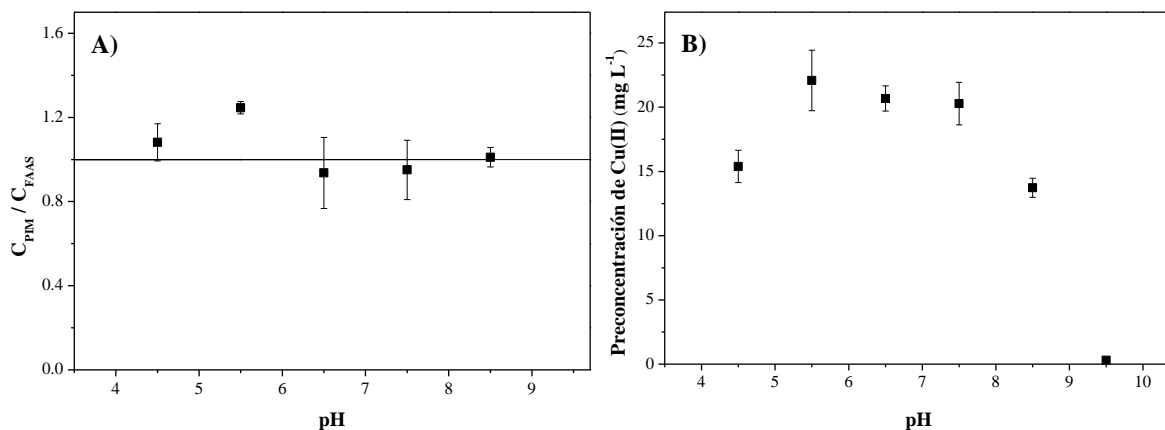 A)
C_PIM / C_FAAS
1.6
1.2
0.8
0.4
0.0
4 5 6 7 8 9
pH
B)
Preconcentración de Cu(II) (mg L^-1)
25
20
15
10
5
0
4 5 6 7 8 9 10
pH